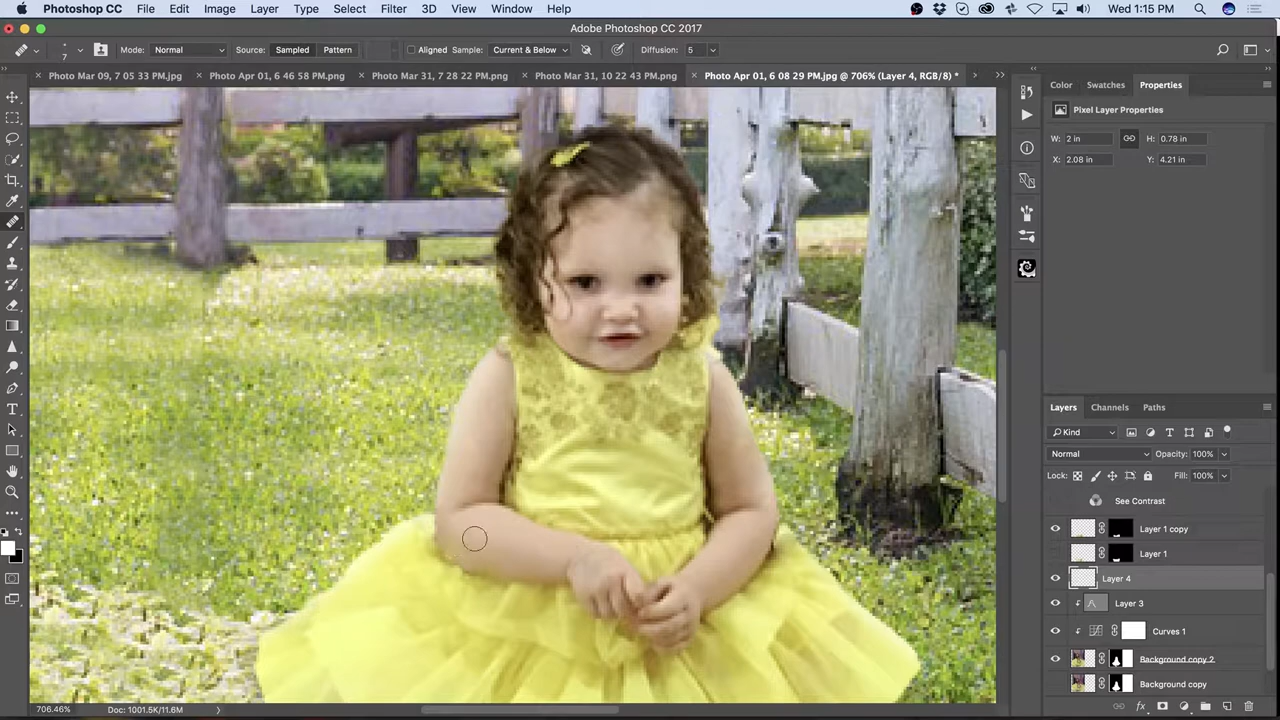 Photoshop CC File Edit Image Layer Type Select Filter 3D View Window Help Wed 1:15 PM
Adobe Photoshop CC 2017
7 Mode: Normal Source: Sampled Pattern Aligned Sample: Current & Below Diffusion: 5
Photo Mar 09, 7 05 33 PM.jpg Photo Apr 01, 6 46 58 PM.png Photo Mar 31, 7 28 22 PM.png Photo Mar 31, 10 22 43 PM.png Photo Apr 01, 6 08 29 PM.jpg @ 706% (Layer 4, RGB/8) *
Color Swatches Properties
Pixel Layer Properties
W: 2 in H: 0.78 in
X: 2.08 in Y: 4.21 in
Layers Channels Paths
Kind
Normal Opacity: 100%
Lock: Fill: 100%
See Contrast
Layer 1 copy
Layer 1
Layer 4
Layer 3
Curves 1
Background copy 2
Background copy
706.46% Doc: 1001.5K/11.6M